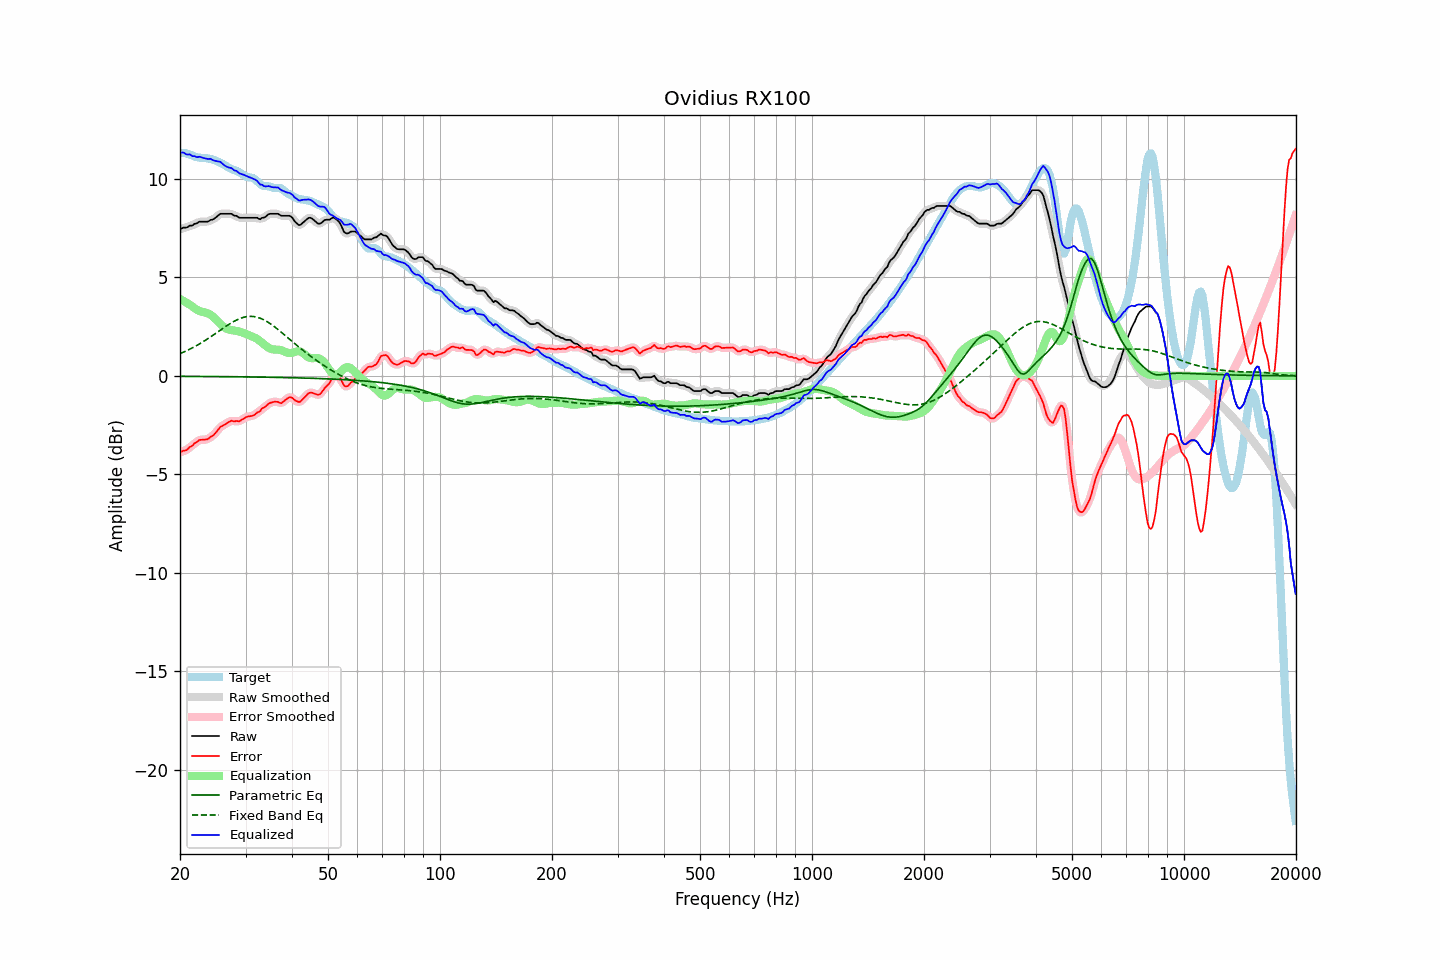 Ovidius RX100
Amplitude (dBr)
10
5
0
−5
−10
−15
−20
Target
Raw Smoothed
Error Smoothed
Raw
Error
Equalization
Parametric Eq
Fixed Band Eq
Equalized
20 50 100 200 500 1000 2000 5000 10000 20000
Frequency (Hz)